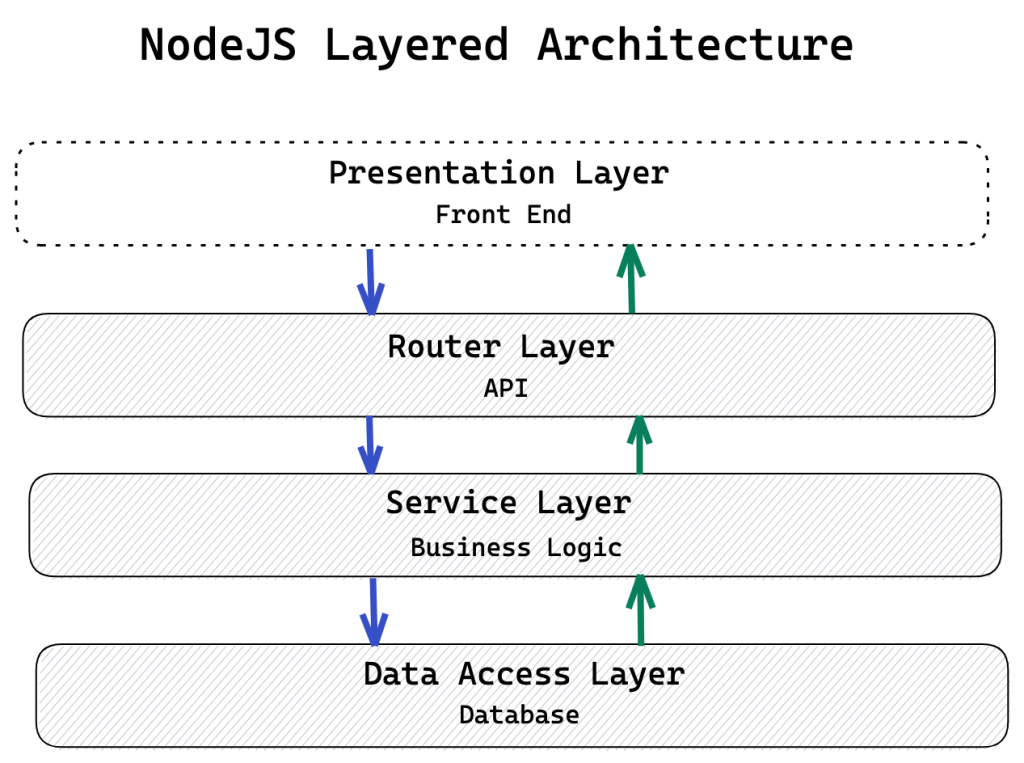 NodeJS Layered Architecture
Presentation Layer
Front End
Router Layer
API
Service Layer
Business Logic
Data Access Layer
Database